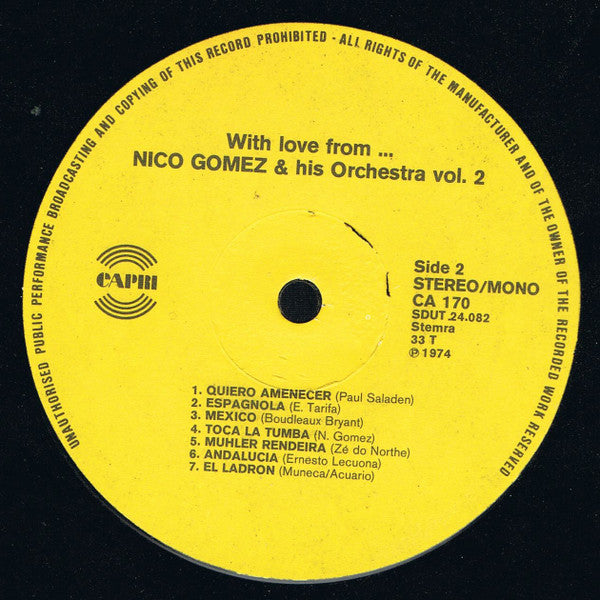 UNAUTHORISED PUBLIC PERFORMANCE BROADCASTING AND COPYING OF THIS RECORD PROHIBITED - ALL RIGHTS OF THE MANUFACTURER AND OF THE OWNER OF THE RECORDED WORK RESERVED
With love from ...
NICO GOMEZ & his Orchestra vol. 2
CAPRI
Side 2
STEREO/MONO
CA 170
SDUT 24.082
Stemra
33 T
℗ 1974
1. QUIERO AMENECER (Paul Saladen)
2. ESPAGNOLA (E. Tarifa)
3. MEXICO (Boudleaux Bryant)
4. TOCA LA TUMBA (N. Gomez)
5. MUHLER RENDEIRA (Zé do Northe)
6. ANDALUCIA (Ernesto Lecuona)
7. EL LADRON (Muneca/Acuario)